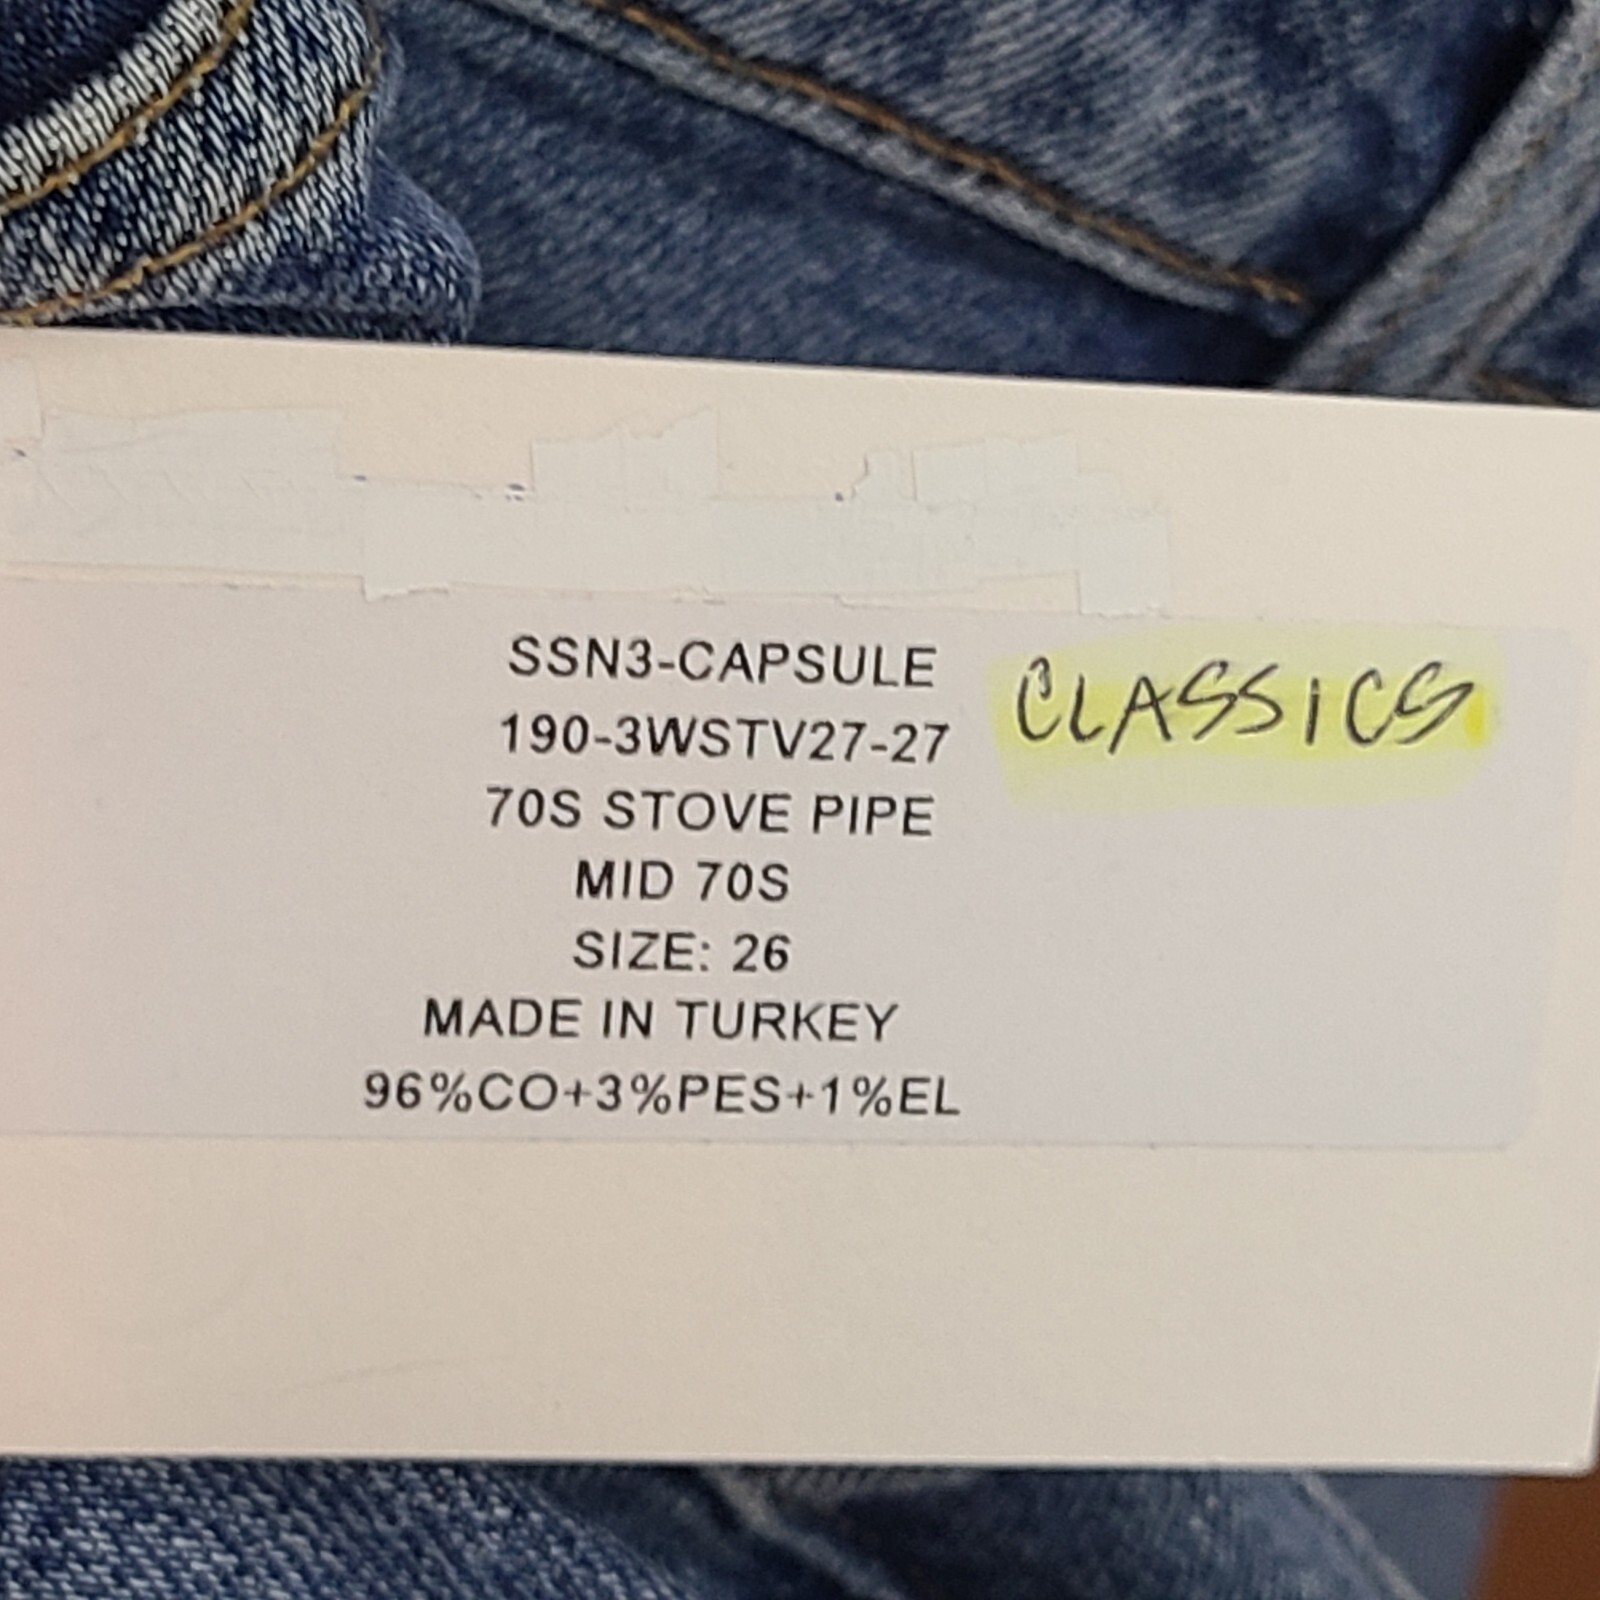 SSN3-CAPSULE
CLASSICS
190-3WSTV27-27
70S STOVE PIPE
MID 70S
SIZE: 26
MADE IN TURKEY
96%CO+3%PES+1%EL